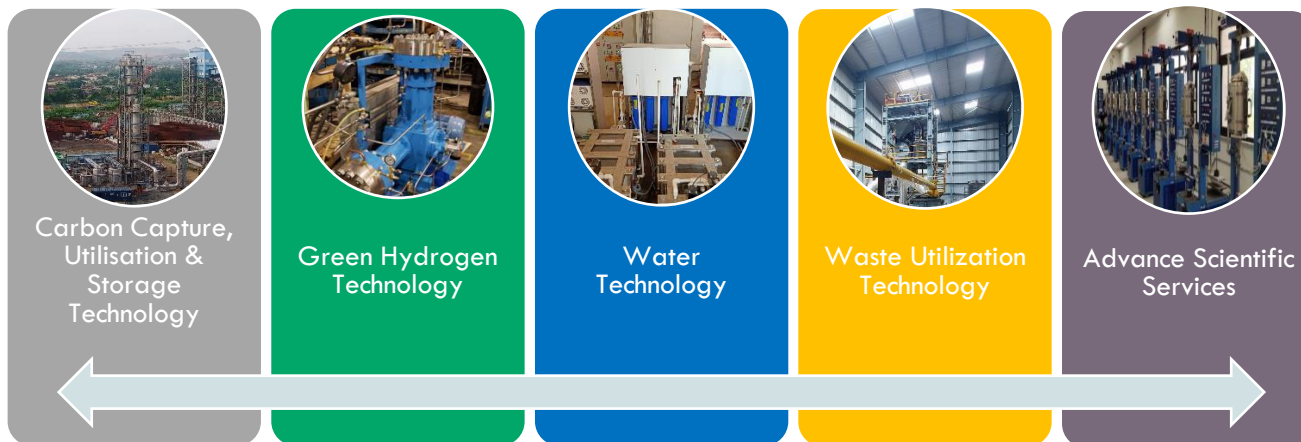 Carbon Capture,
Utilisation &
Storage
Technology
Green Hydrogen
Technology
Water
Technology
Waste Utilization
Technology
Advance Scientific
Services